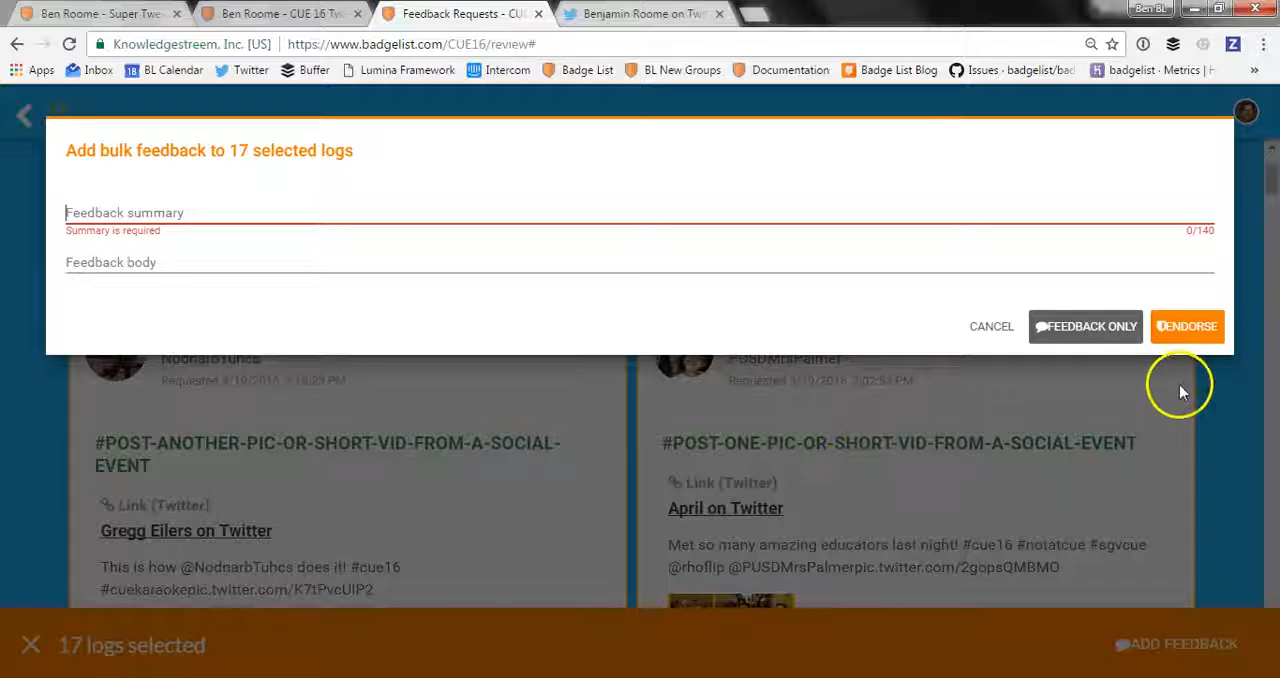 Ben Roome - Super Twe
Ben Roome - CUE 16 Tw
Feedback Requests - CU
Benjamin Roome on Tw
Ben BL
Knowledgestreem, Inc. [US]
https://www.badgelist.com/CUE16/review#
Apps
Inbox
BL Calendar
Twitter
Buffer
Lumina Framework
Intercom
Badge List
BL New Groups
Documentation
Badge List Blog
Issues · badgelist/bad
badgelist · Metrics | H
»
Add bulk feedback to 17 selected logs
Feedback summary
Summary is required
0/140
Feedback body
CANCEL
FEEDBACK ONLY
ENDORSE
NodnarbTuhcs
PUSDMrsPalmer
#POST-ANOTHER-PIC-OR-SHORT-VID-FROM-A-SOCIAL-
EVENT
Link (Twitter)
Gregg Eilers on Twitter
This is how @NodnarbTuhcs does it!! #cue16
#cuekaraokepic.twitter.com/K7tPvcUIP2
#POST-ONE-PIC-OR-SHORT-VID-FROM-A-SOCIAL-EVENT
Link (Twitter)
April on Twitter
Met so many amazing educators last night! #cue16 #notatcue #sgvcue
@rhoflip @PUSDMrsPalmerpic.twitter.com/2gopsQMBMO
17 logs selected
ADD FEEDBACK